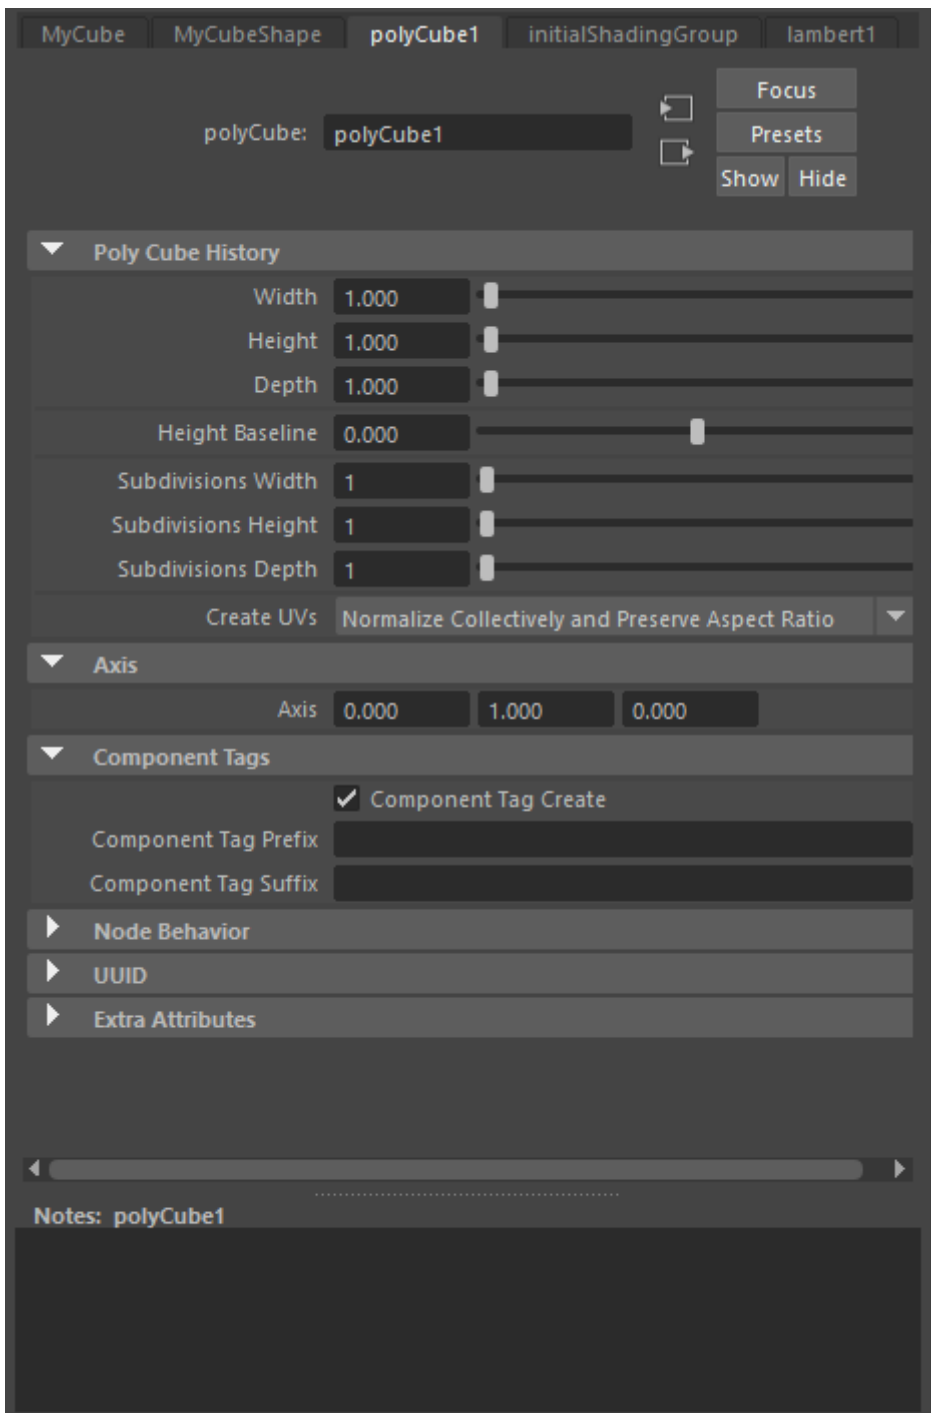 MyCube MyCubeShape polyCube1 initialShadingGroup lambert1
Focus
polyCube: polyCube1
Presets
Show Hide
Poly Cube History
Width 1.000
Height 1.000
Depth 1.000
Height Baseline 0.000
Subdivisions Width 1
Subdivisions Height 1
Subdivisions Depth 1
Create UVs Normalize Collectively and Preserve Aspect Ratio
Axis
Axis 0.000 1.000 0.000
Component Tags
Component Tag Create
Component Tag Prefix
Component Tag Suffix
Node Behavior
UUID
Extra Attributes
Notes: polyCube1